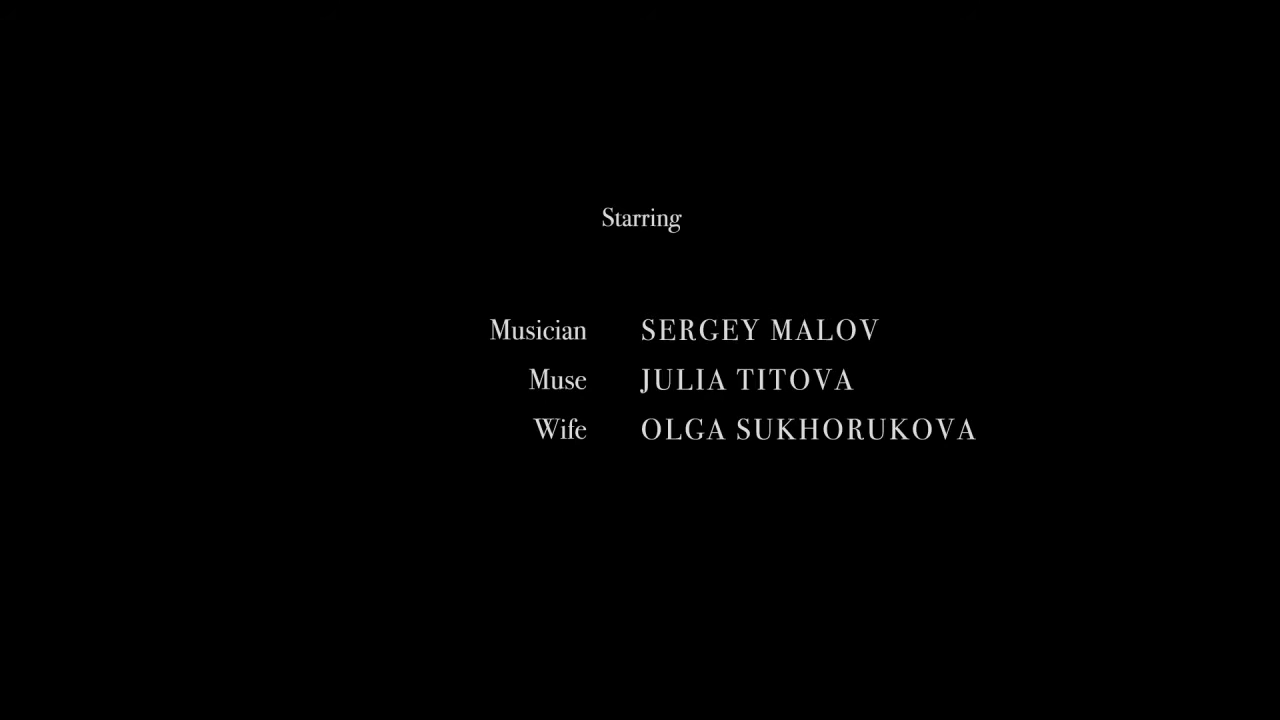 Starring
Musician SERGEY MALOV
Muse JULIA TITOVA
Wife OLGA SUKHORUKOVA